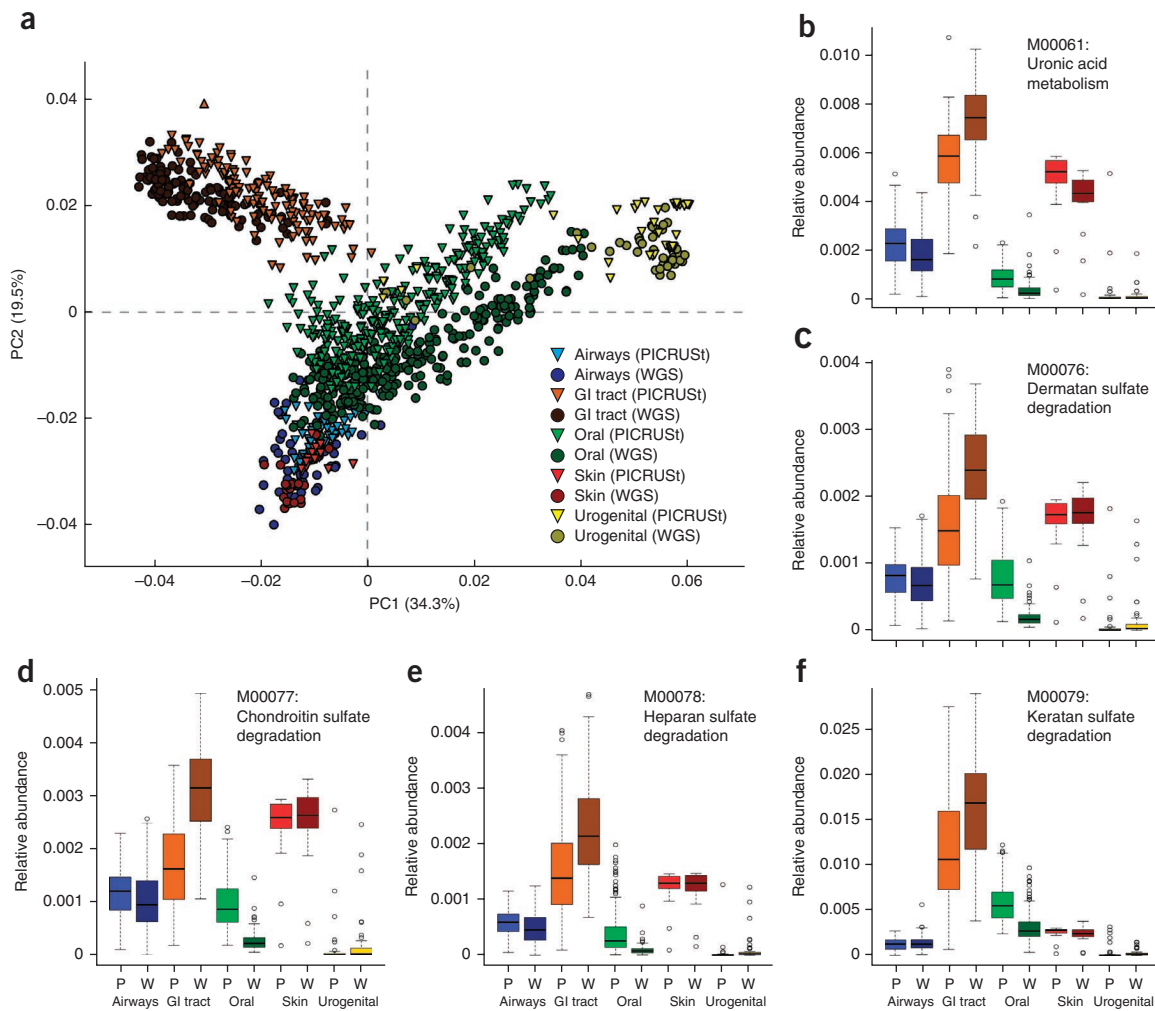 a
PC2 (19.5%)
0.04
0.02
0
−0.02
−0.04
−0.04
−0.02
0
0.02
0.04
0.06
PC1 (34.3%)
Airways (PICRUSt)
Airways (WGS)
GI tract (PICRUSt)
GI tract (WGS)
Oral (PICRUSt)
Oral (WGS)
Skin (PICRUSt)
Skin (WGS)
Urogenital (PICRUSt)
Urogenital (WGS)
b
M00061:
Uronic acid
metabolism
Relative abundance
0.010
0.008
0.006
0.004
0.002
0
c
M00076:
Dermatan sulfate
degradation
Relative abundance
0.004
0.003
0.002
0.001
0
d
M00077:
Chondroitin sulfate
degradation
Relative abundance
0.005
0.004
0.003
0.002
0.001
0
P W P W P W P W P W
Airways GI tract Oral Skin Urogenital
e
M00078:
Heparan sulfate
degradation
Relative abundance
0.004
0.003
0.002
0.001
0
P W P W P W P W P W
Airways GI tract Oral Skin Urogenital
f
M00079:
Keratan sulfate
degradation
Relative abundance
0.025
0.020
0.015
0.010
0.005
0
P W P W P W P W P W
Airways GI tract Oral Skin Urogenital